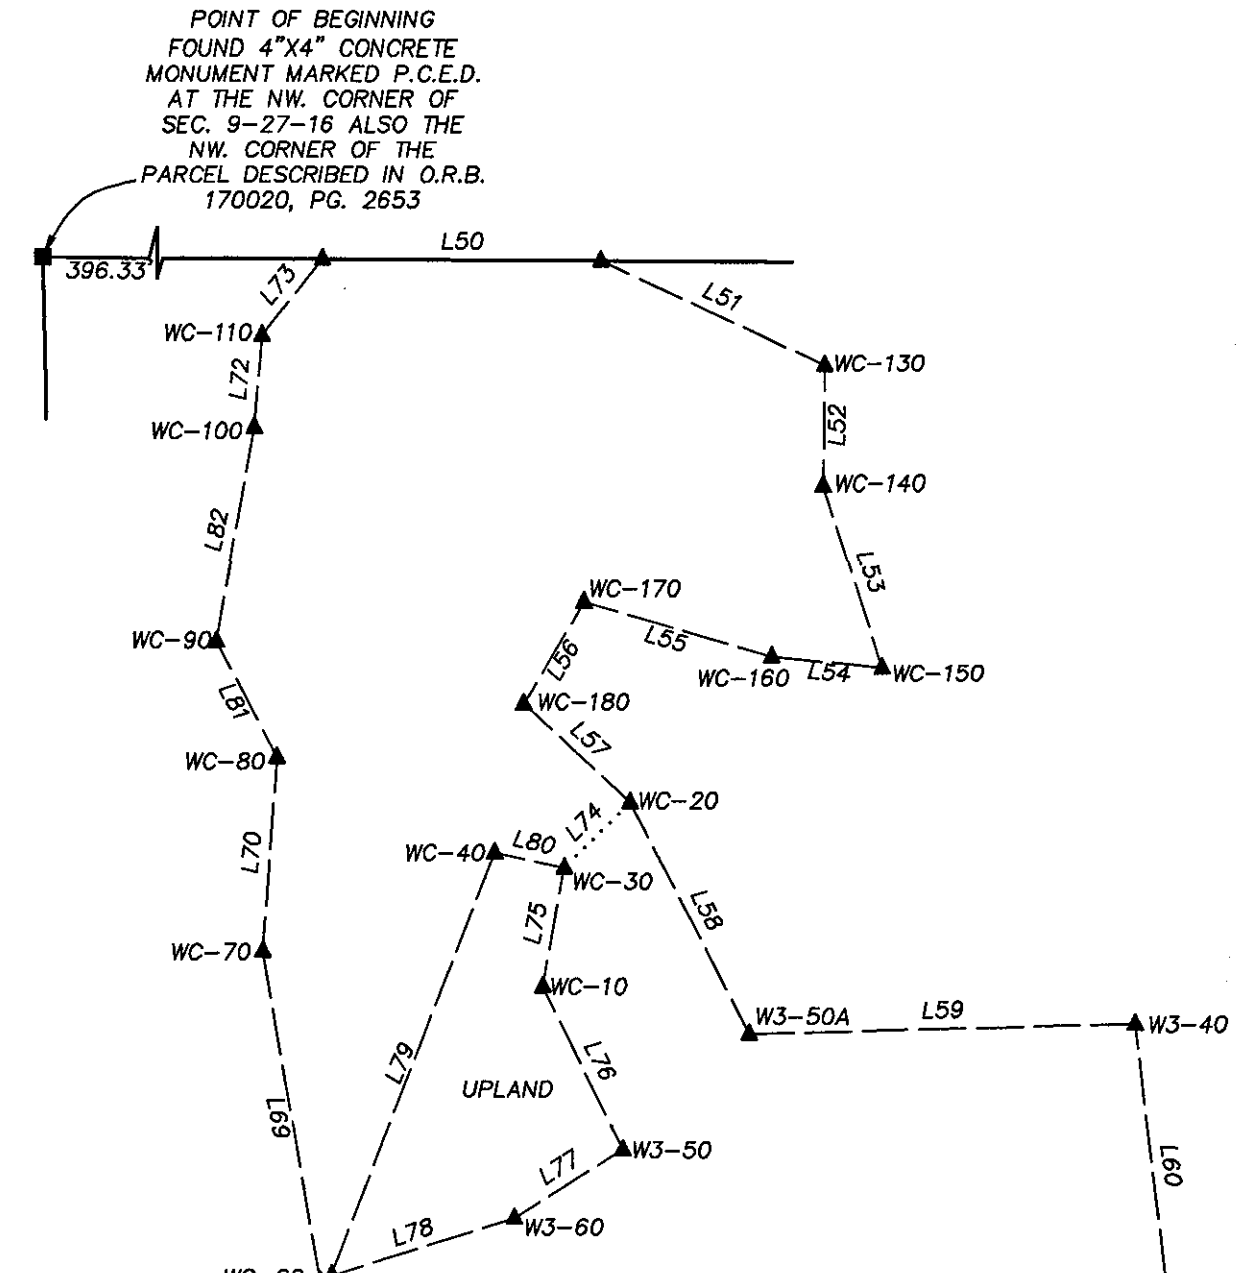 POINT OF BEGINNING
FOUND 4"X4" CONCRETE
MONUMENT MARKED P.C.E.D.
AT THE NW. CORNER OF
SEC. 9-27-16 ALSO THE
NW. CORNER OF THE
PARCEL DESCRIBED IN O.R.B.
170020, PG. 2653
L50
396.33'
L73
L51
WC-110
WC-130
L72
L52
WC-100
WC-140
L82
L53
WC-170
WC-90
L55
L56
WC-160
L54
WC-150
L81
WC-180
L57
WC-80
WC-20
L74
L80
L70
WC-40
WC-30
L58
L75
WC-70
WC-10
W3-50A
L59
W3-40
L79
L76
UPLAND
L69
W3-50
L77
L60
L78
W3-60